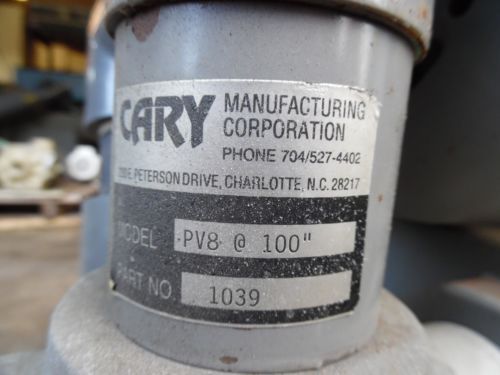 CARY MANUFACTURING
CORPORATION
PHONE 704/527-4402
PETERSON DRIVE, CHARLOTTE, N.C. 28217
MODEL PV8 @ 100"
PART NO 1039